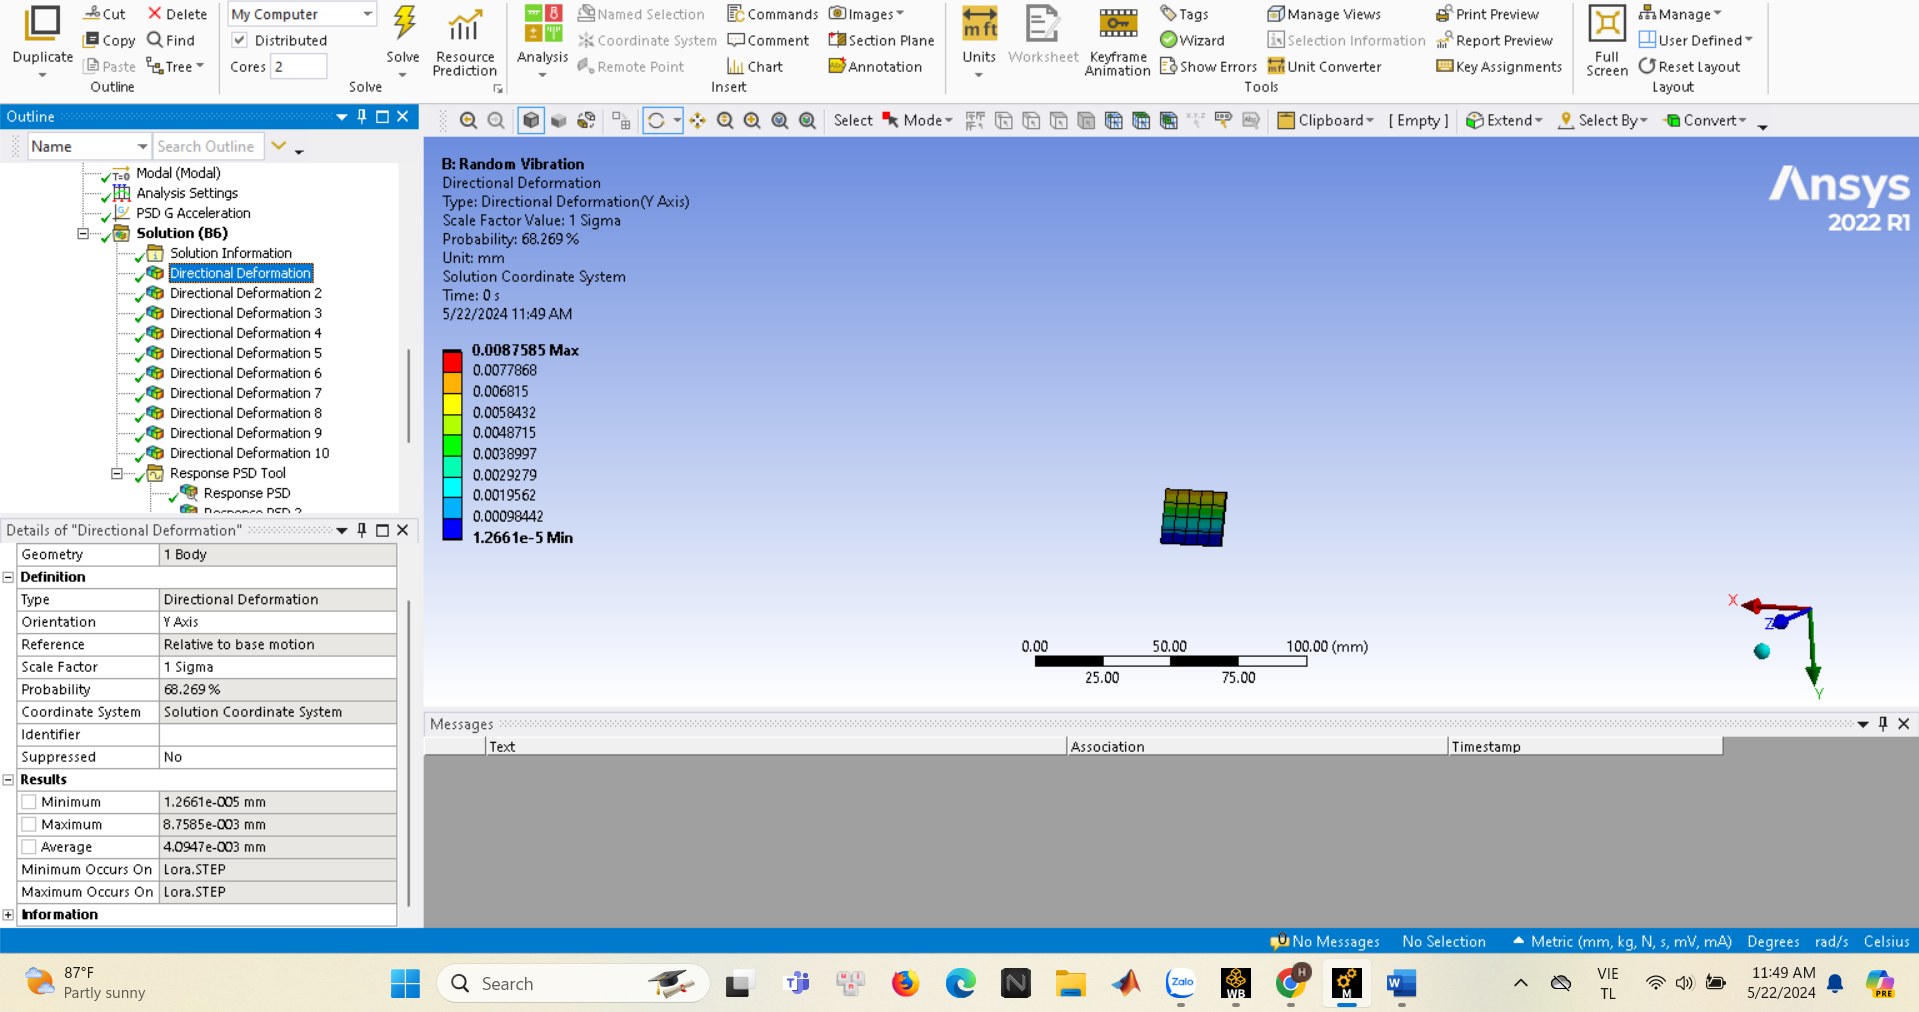 Duplicate
Cut
Copy
Paste
Delete
Find
Tree
Outline
My Computer
Distributed
Cores 2
Solve
Resource Prediction
Solve
Analysis
Named Selection
Coordinate System
Remote Point
Commands
Comment
Chart
Images
Section Plane
Annotation
Insert
Units
Worksheet
Keyframe Animation
Tags
Wizard
Show Errors
Manage Views
Selection Information
Unit Converter
Print Preview
Report Preview
Key Assignments
Tools
Full Screen
Manage
User Defined
Reset Layout
Layout
Outline
Name Search Outline
Select Mode Clipboard [ Empty ] Extend Select By Convert
Modal (Modal)
Analysis Settings
PSD G Acceleration
Solution (B6)
Solution Information
Directional Deformation
Directional Deformation 2
Directional Deformation 3
Directional Deformation 4
Directional Deformation 5
Directional Deformation 6
Directional Deformation 7
Directional Deformation 8
Directional Deformation 9
Directional Deformation 10
Response PSD Tool
Response PSD
Response PSD 2
Details of "Directional Deformation"
Geometry 1 Body
Definition
Type Directional Deformation
Orientation Y Axis
Reference Relative to base motion
Scale Factor 1 Sigma
Probability 68.269 %
Coordinate System Solution Coordinate System
Identifier
Suppressed No
Results
Minimum 1.2661e-005 mm
Maximum 8.7585e-003 mm
Average 4.0947e-003 mm
Minimum Occurs On Lora.STEP
Maximum Occurs On Lora.STEP
Information
B: Random Vibration
Directional Deformation
Type: Directional Deformation(Y Axis)
Scale Factor Value: 1 Sigma
Probability: 68.269 %
Unit: mm
Solution Coordinate System
Time: 0 s
5/22/2024 11:49 AM
0.0087585 Max
0.0077868
0.006815
0.0058432
0.0048715
0.0038997
0.0029279
0.0019562
0.00098442
1.2661e-5 Min
Ansys
2022 R1
X
Z
Y
0.00 50.00 100.00 (mm)
25.00 75.00
Messages
Text Association Timestamp
0 No Messages No Selection Metric (mm, kg, N, s, mV, mA) Degrees rad/s Celsius
87°F
Partly sunny
Search
Zalo
WB
H
M
W
VIE
TL
11:49 AM
5/22/2024
PRE